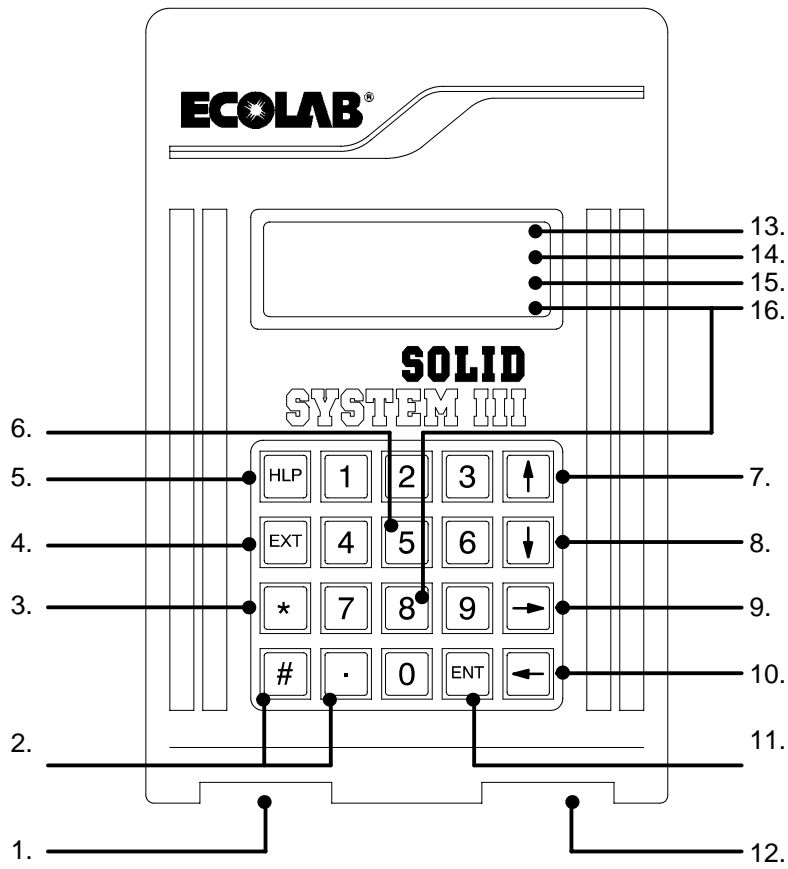 ECOLAB®
13.
14.
15.
16.
SOLID
SYSTEM III
6.
5. HLP 1 2 3 ↑ 7.
4. EXT 4 5 6 ↓ 8.
3. * 7 8 9 → 9.
# . 0 ENT ← 10.
2. 11.
1. 12.